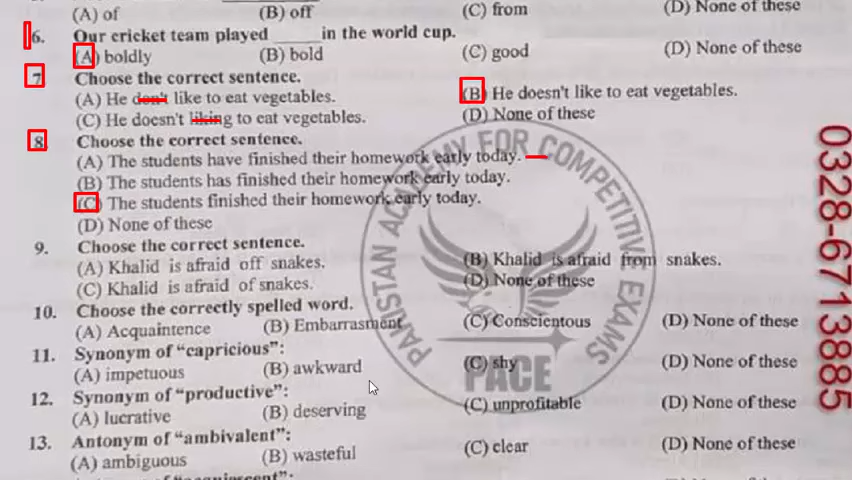 (A) of (B) off (C) from (D) None of these
6. Our cricket team played _____ in the world cup.
(A) boldly (B) bold (C) good (D) None of these
7. Choose the correct sentence.
(A) He don't like to eat vegetables. (B) He doesn't like to eat vegetables.
(C) He doesn't liking to eat vegetables. (D) None of these
8. Choose the correct sentence.
(A) The students have finished their homework early today.
(B) The students has finished their homework early today.
(C) The students finished their homework early today.
(D) None of these
9. Choose the correct sentence.
(A) Khalid is afraid off snakes. (B) Khalid is afraid from snakes.
(C) Khalid is afraid of snakes. (D) None of these
10. Choose the correctly spelled word.
(A) Acquaintence (B) Embarrasment (C) Conscientous (D) None of these
11. Synonym of “capricious”:
(A) impetuous (B) awkward (C) shy (D) None of these
12. Synonym of “productive”:
(A) lucrative (B) deserving (C) unprofitable (D) None of these
13. Antonym of “ambivalent”:
(A) ambiguous (B) wasteful (C) clear (D) None of these
PAKISTAN ACADEMY FOR COMPETITIVE EXAMS
PACE
0328-6713885